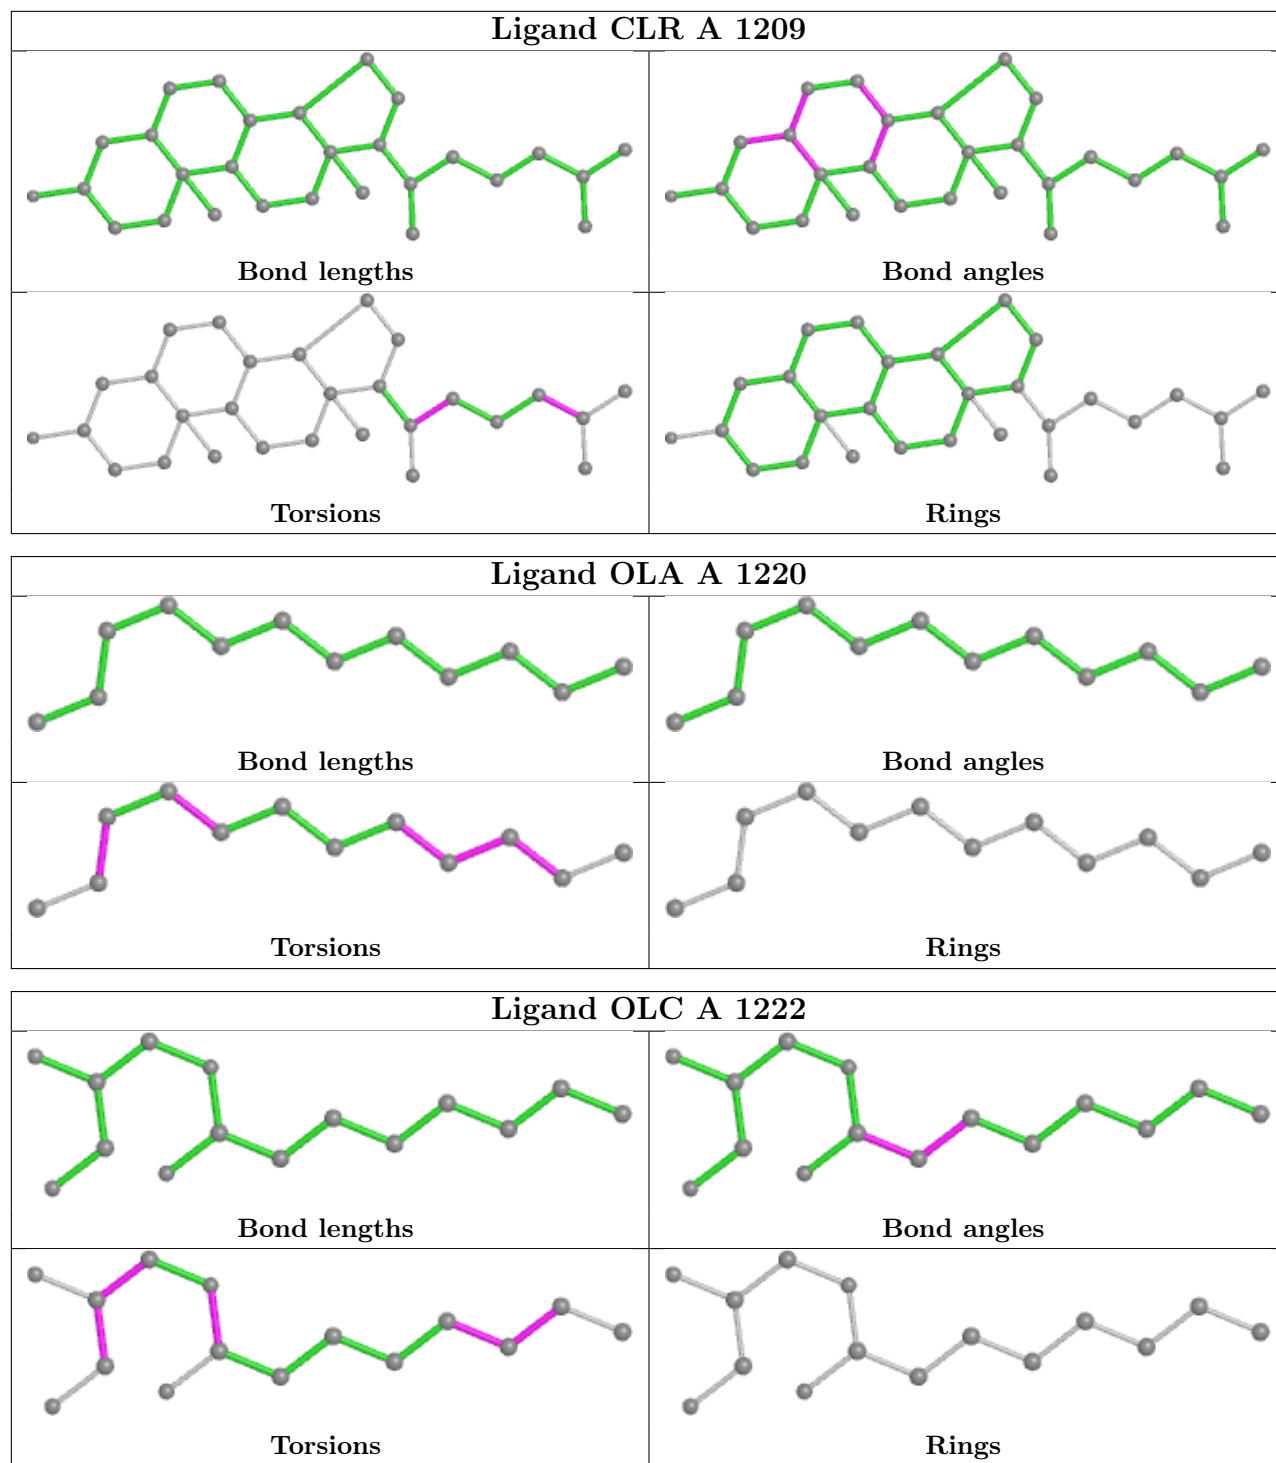 Ligand CLR A 1209
Bond lengths
Bond angles
Torsions
Rings
Ligand OLA A 1220
Bond lengths
Bond angles
Torsions
Rings
Ligand OLC A 1222
Bond lengths
Bond angles
Torsions
Rings